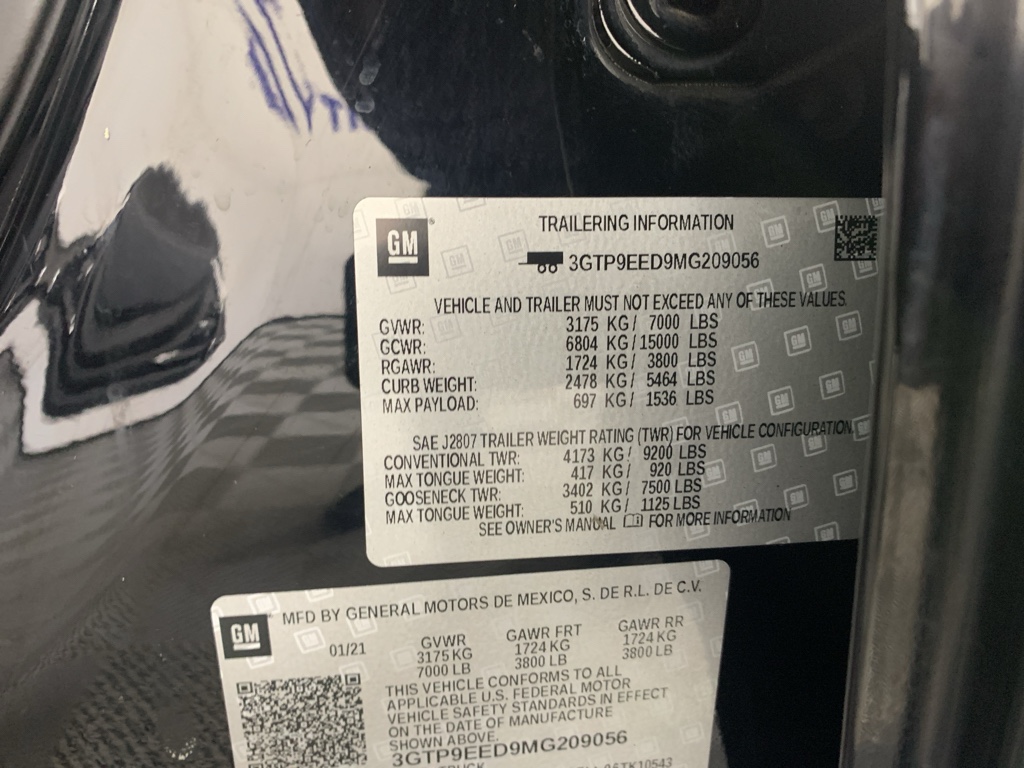 GM
TRAILERING INFORMATION
3GTP9EED9MG209056
VEHICLE AND TRAILER MUST NOT EXCEED ANY OF THESE VALUES.
GVWR: 3175 KG / 7000 LBS
GCWR: 6804 KG / 15000 LBS
RGAWR: 1724 KG / 3800 LBS
CURB WEIGHT: 2478 KG / 5464 LBS
MAX PAYLOAD: 697 KG / 1536 LBS
SAE J2807 TRAILER WEIGHT RATING (TWR) FOR VEHICLE CONFIGURATION.
CONVENTIONAL TWR: 4173 KG / 9200 LBS
MAX TONGUE WEIGHT: 417 KG / 920 LBS
GOOSENECK TWR: 3402 KG / 7500 LBS
MAX TONGUE WEIGHT: 510 KG / 1125 LBS
SEE OWNER'S MANUAL FOR MORE INFORMATION
GM
MFD BY GENERAL MOTORS DE MEXICO, S. DE R.L. DE C.V.
01/21
GVWR GAWR FRT GAWR RR
3175 KG 1724 KG 1724 KG
7000 LB 3800 LB 3800 LB
THIS VEHICLE CONFORMS TO ALL
APPLICABLE U.S. FEDERAL MOTOR
VEHICLE SAFETY STANDARDS IN EFFECT
ON THE DATE OF MANUFACTURE
SHOWN ABOVE.
3GTP9EED9MG209056